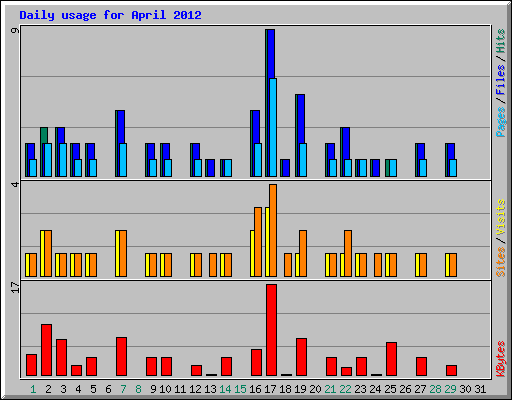 Daily usage for April 2012
9
Pages / Files / Hits
4
Sites / Visits
17
KBytes
1 2 3 4 5 6 7 8 9 10 11 12 13 14 15 16 17 18 19 20 21 22 23 24 25 26 27 28 29 30 31